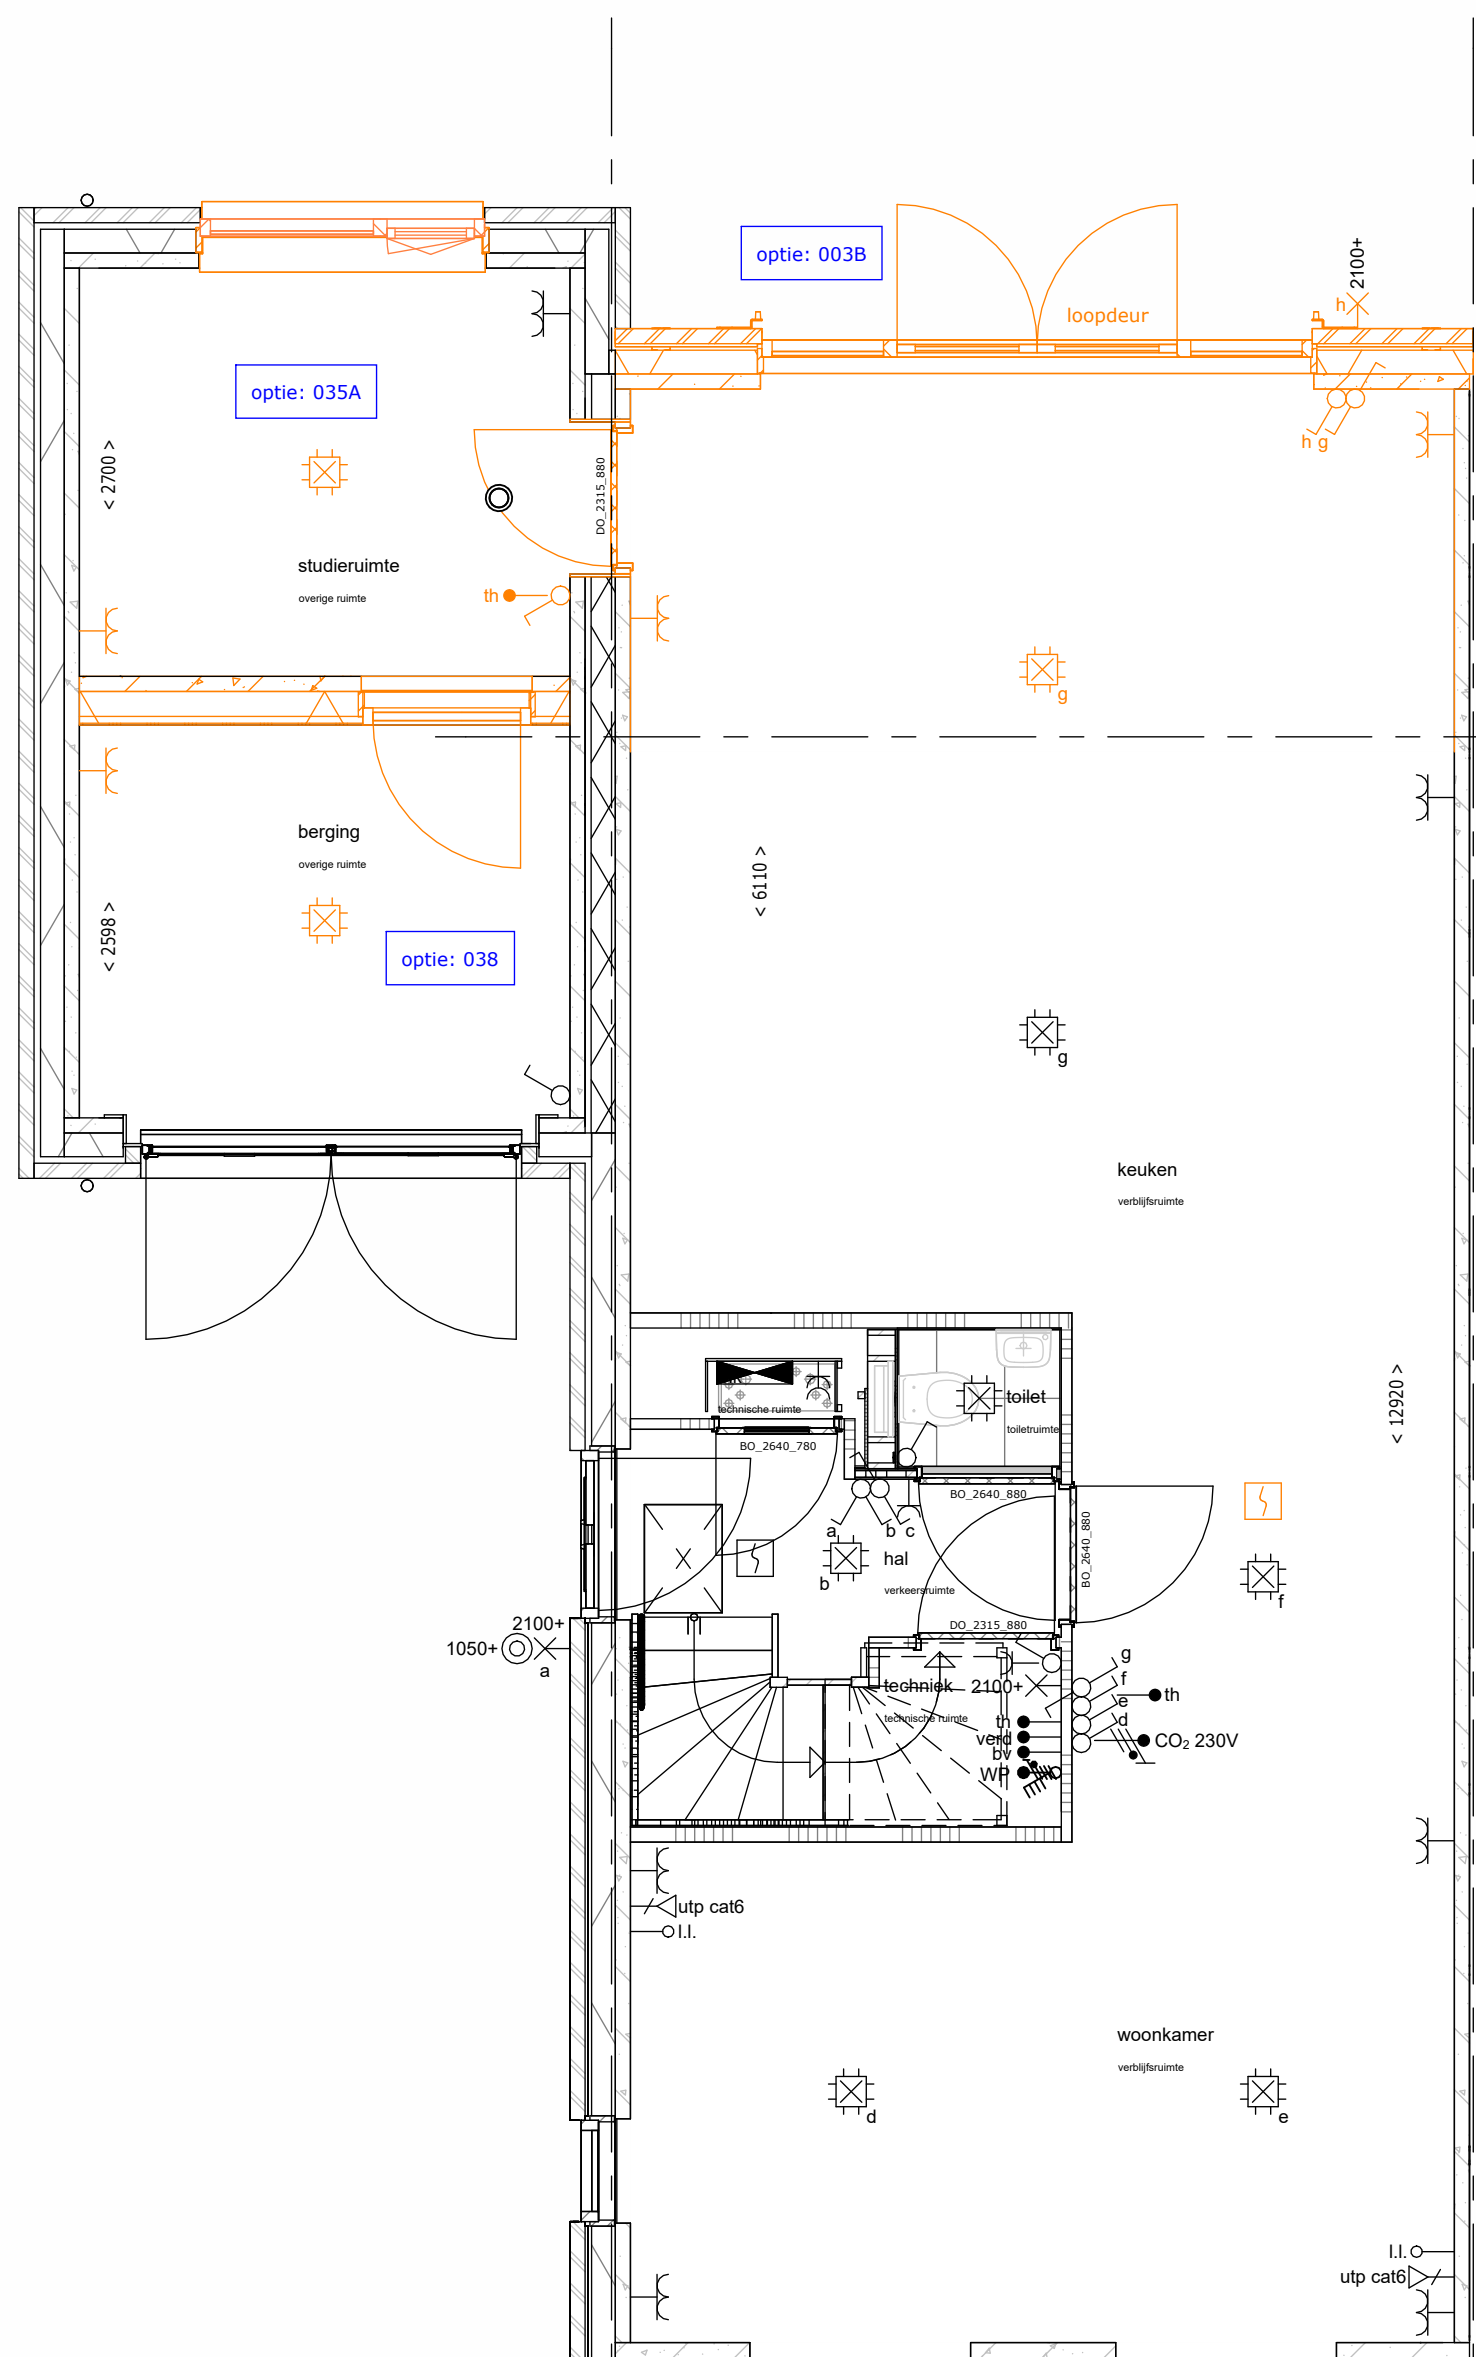 optie: 003B
2100+
h
loopdeur
optie: 035A
h g
< 2700 >
DO_2315_880
studieruimte
overige ruimte
th
g
berging
overige ruimte
< 6110 >
< 2598 >
optie: 038
g
keuken
verblijfsruimte
< 12920 >
toilet
technische ruimte
toiletruimte
BO_2640_780
BO_2640_880
BO_2640_880
a
b
c
hal
b
verkeersruimte
f
DO_2315_880
2100+
1050+
a
techniek
2100+
technische ruimte
g
f
e
d
th
th
verd
bv
WP
CO₂ 230V
utp cat6
l.l.
woonkamer
verblijfsruimte
d
e
l.l.
utp cat6